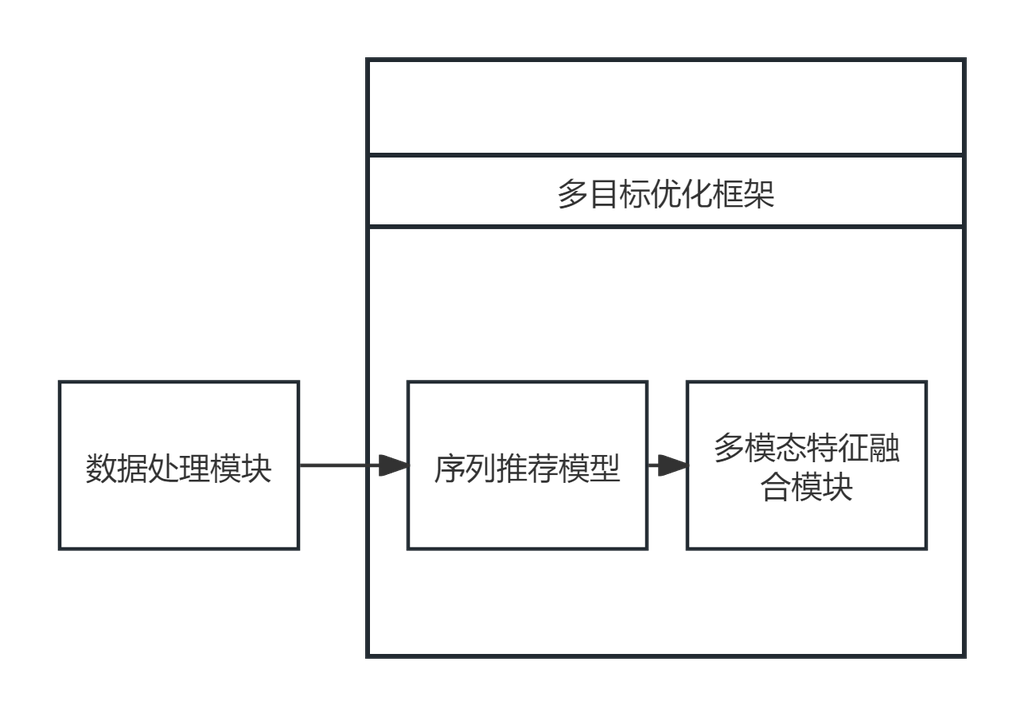 多目标优化框架
数据处理模块
序列推荐模型
多模态特征融
合模块